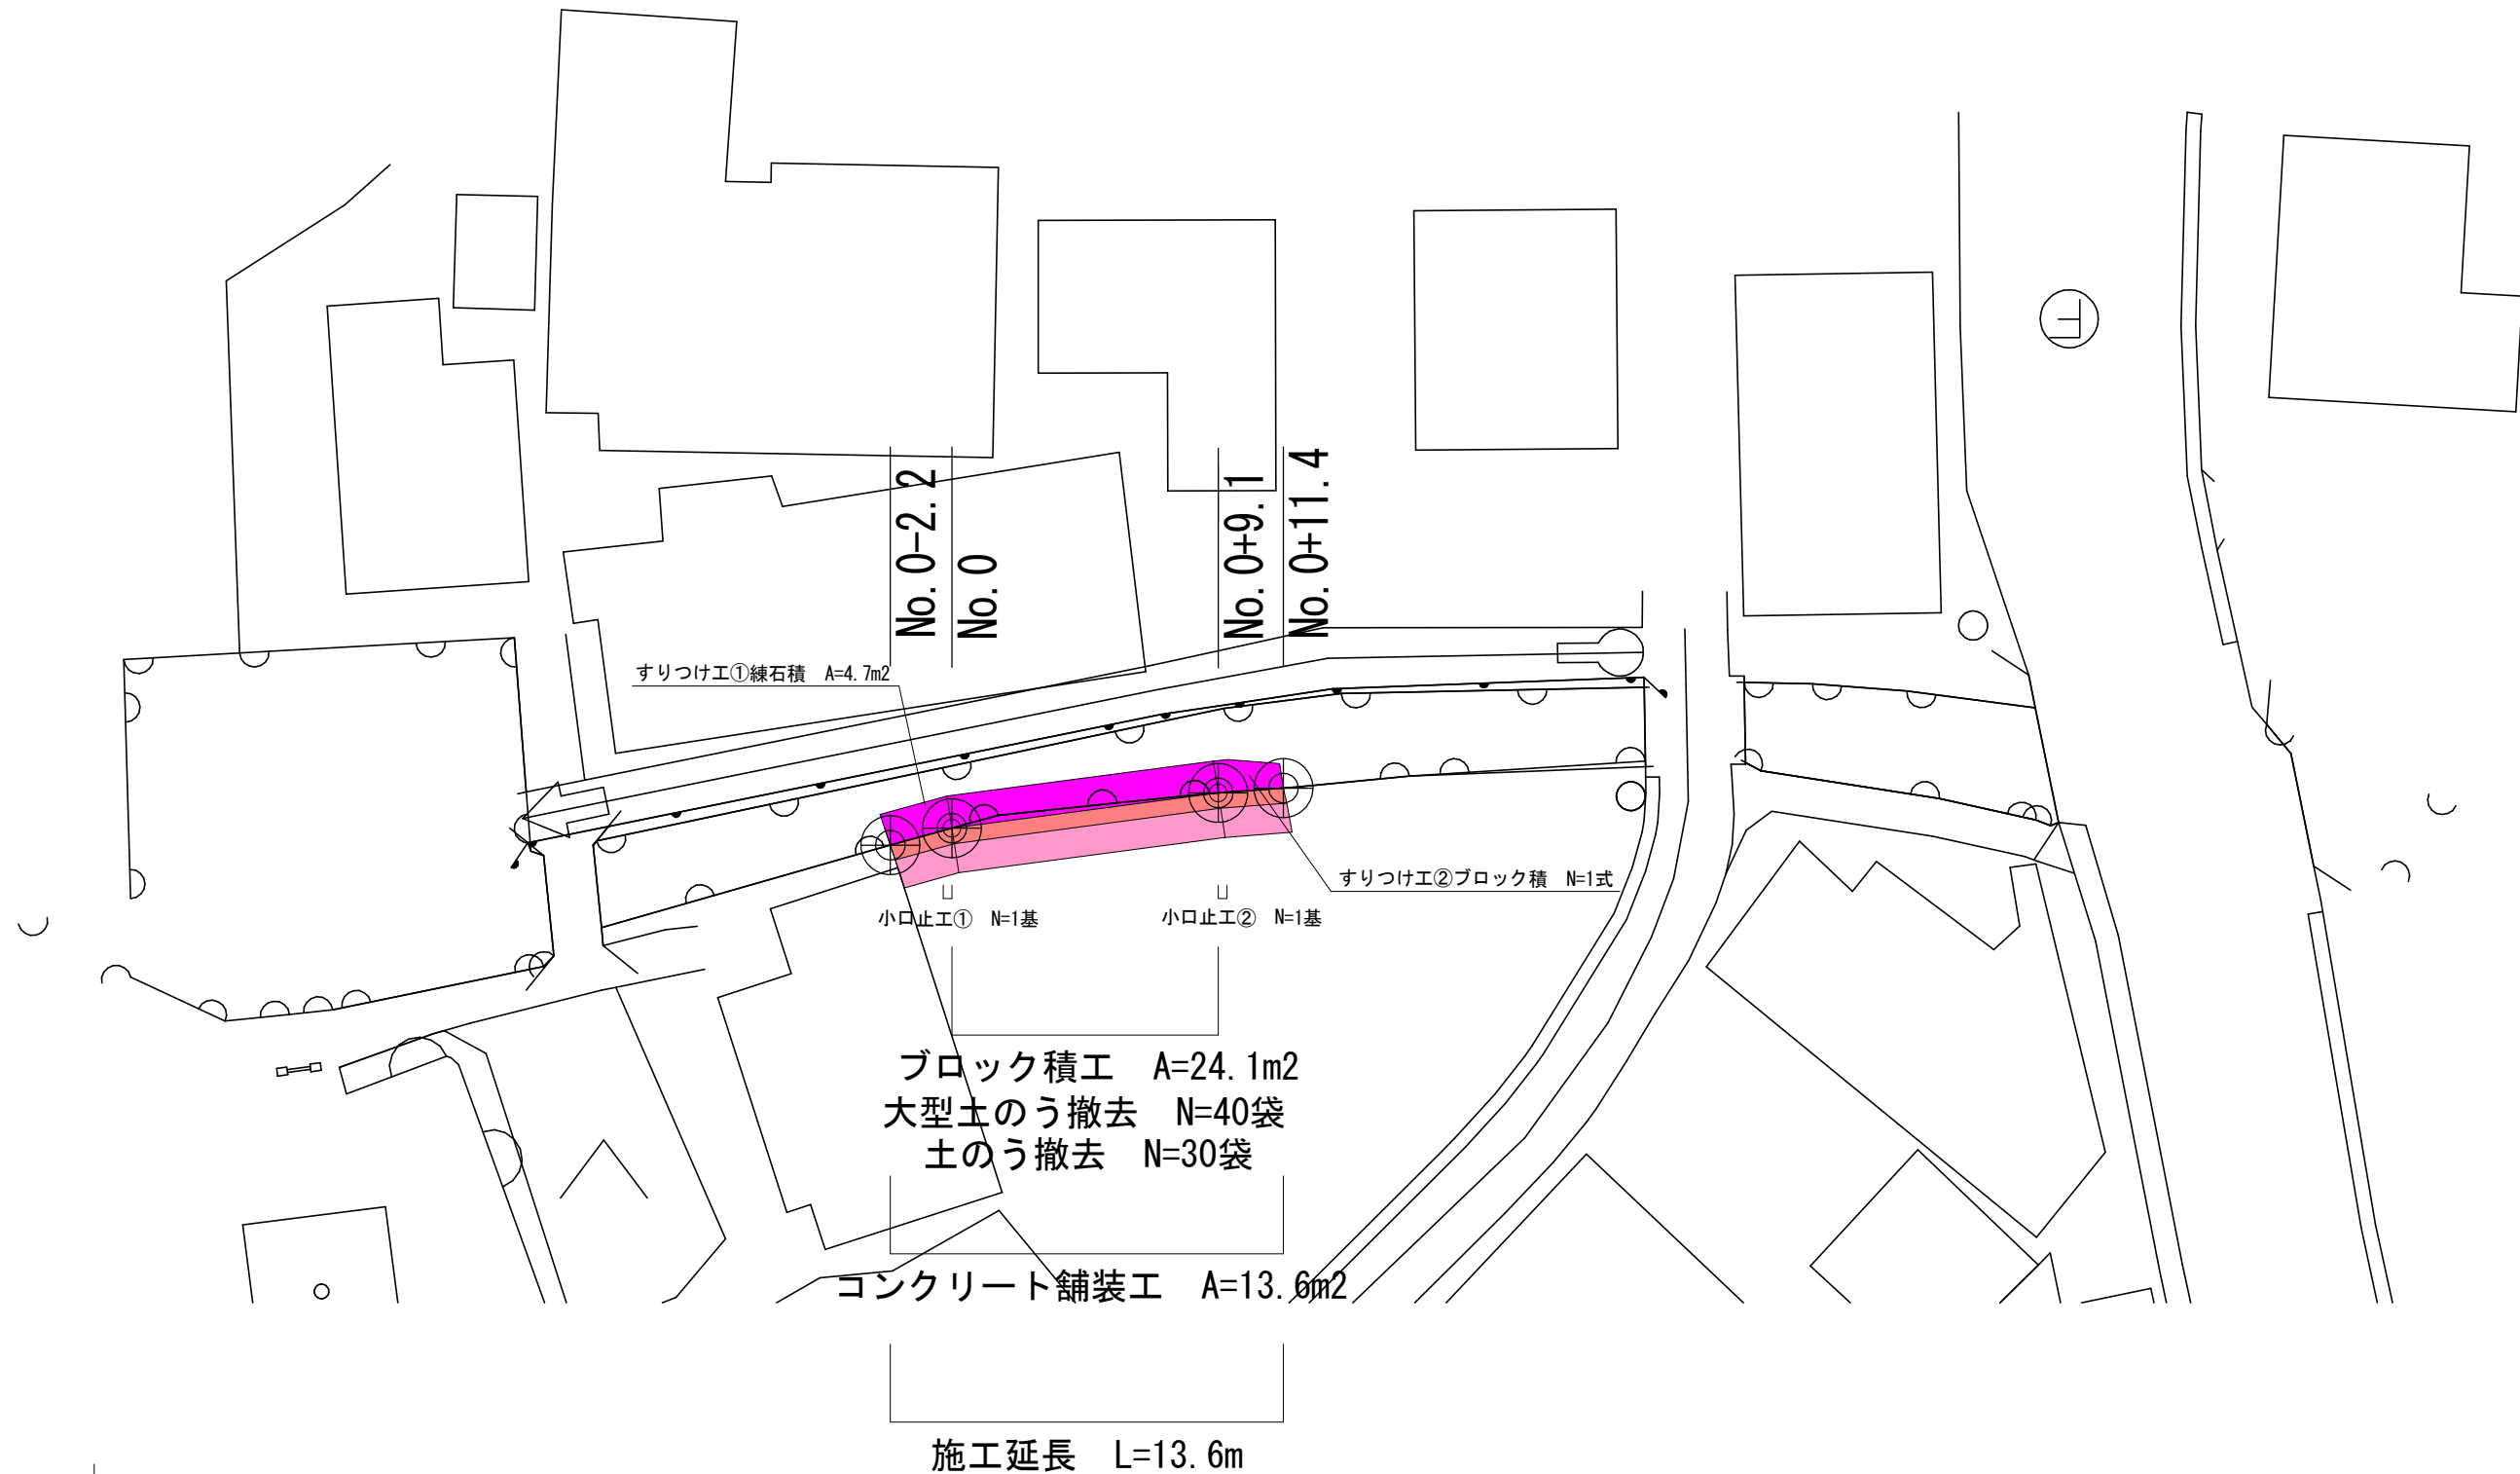 No.0-2.2
No.0
No.0+9.1
No.0+11.4
すりつけ工①練石積　A=4.7m2
すりつけ工②ブロック積　N=1式
小口止工①　N=1基
小口止工②　N=1基
ブロック積工　A=24.1m2
大型土のう撤去　N=40袋
土のう撤去　N=30袋
コンクリート舗装工　A=13.6m2
施工延長　L=13.6m